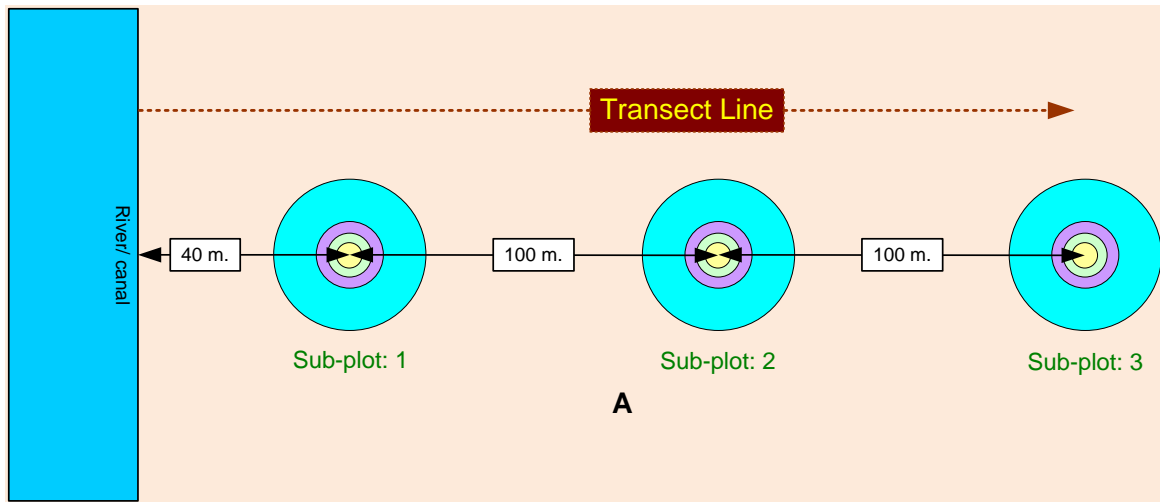 Transect Line
River/ canal
40 m.
100 m.
100 m.
Sub-plot: 1
Sub-plot: 2
Sub-plot: 3
A